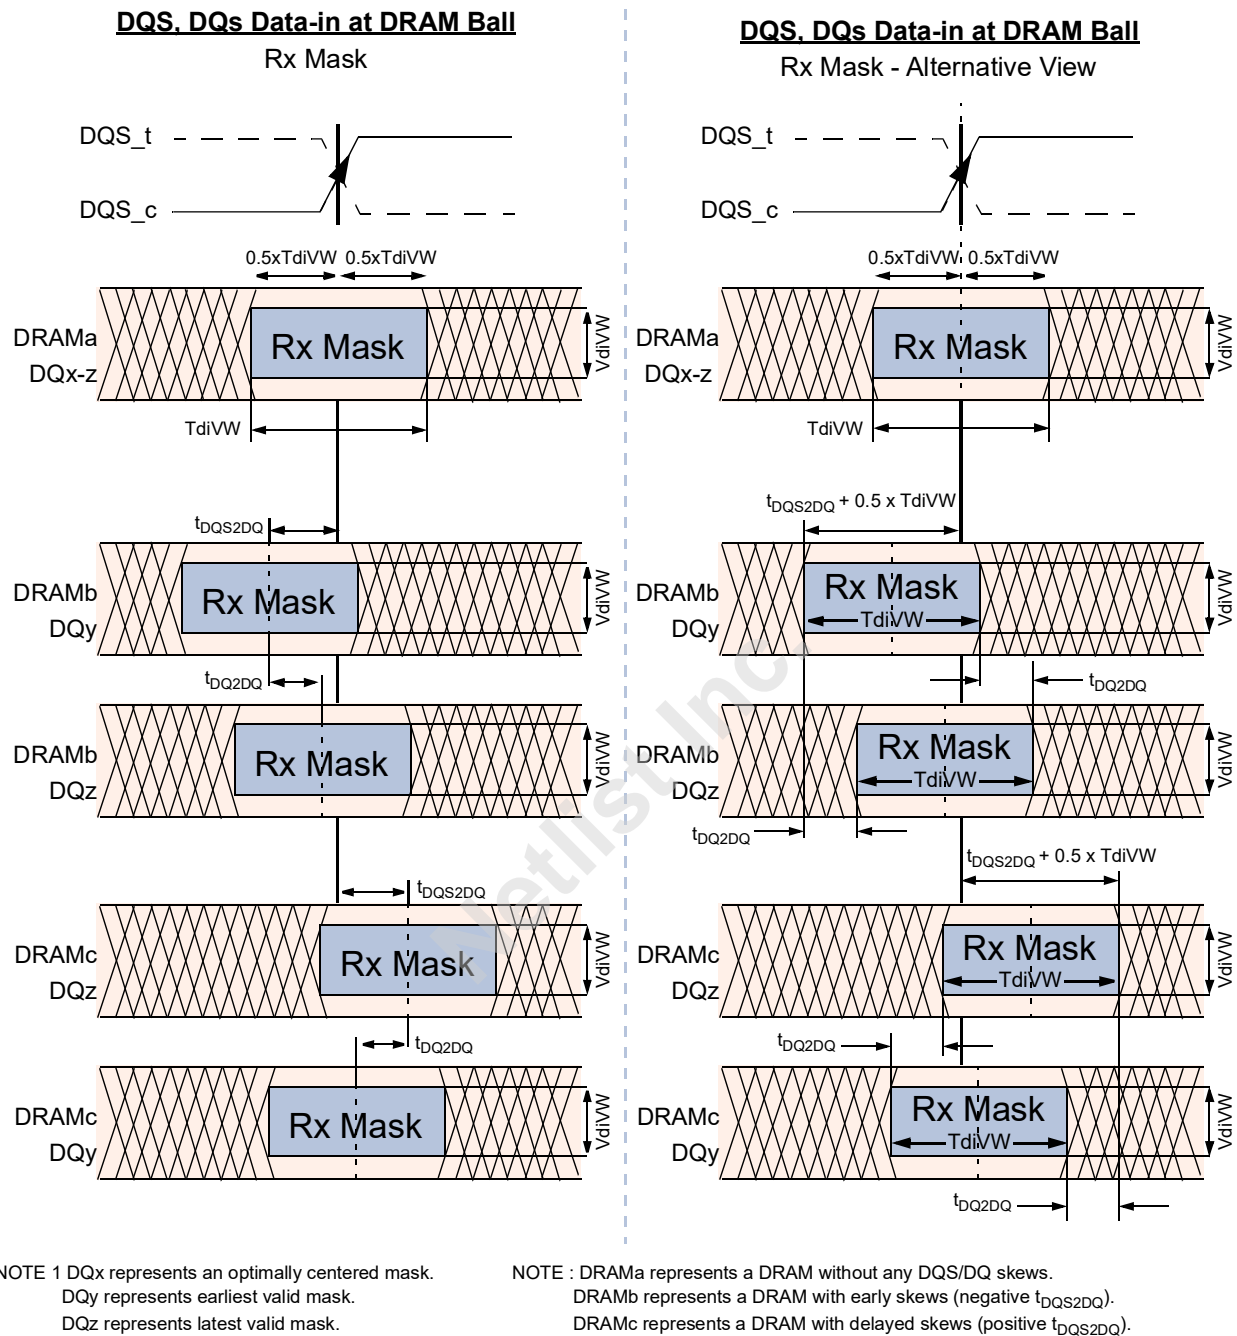 DQS, DQs Data-in at DRAM Ball
Rx Mask
DQS_t
DQS_c
0.5xTdiVW 0.5xTdiVW
DRAMa
DQx-z
Rx Mask
VdiVW
TdiVW
tDQS2DQ
DRAMb
DQy
Rx Mask
VdiVW
tDQ2DQ
DRAMb
DQz
Rx Mask
VdiVW
tDQS2DQ
DRAMc
DQz
Rx Mask
VdiVW
tDQ2DQ
DRAMc
DQy
Rx Mask
VdiVW
DQS, DQs Data-in at DRAM Ball
Rx Mask - Alternative View
DQS_t
DQS_c
0.5xTdiVW 0.5xTdiVW
DRAMa
DQx-z
Rx Mask
VdiVW
TdiVW
tDQS2DQ + 0.5 x TdiVW
DRAMb
DQy
Rx Mask
TdiVW
VdiVW
tDQ2DQ
DRAMb
DQz
Rx Mask
TdiVW
VdiVW
tDQ2DQ
tDQS2DQ + 0.5 x TdiVW
DRAMc
DQz
Rx Mask
TdiVW
VdiVW
tDQ2DQ
DRAMc
DQy
Rx Mask
TdiVW
VdiVW
tDQ2DQ
Netlist Inc.
NOTE 1 DQx represents an optimally centered mask.
DQy represents earliest valid mask.
DQz represents latest valid mask.
NOTE : DRAMa represents a DRAM without any DQS/DQ skews.
DRAMb represents a DRAM with early skews (negative tDQS2DQ).
DRAMc represents a DRAM with delayed skews (positive tDQS2DQ).